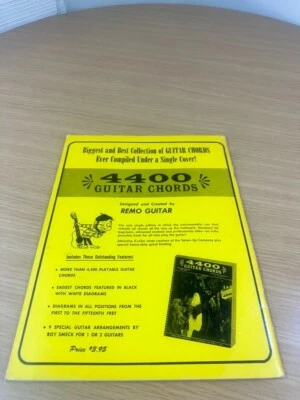 Biggest and Best Collection of GUITAR CHORDS
Ever Compiled Under a Single Cover!
4400
GUITAR CHORDS
Designed and Created by
REMO GUITAR
Includes These Outstanding Features:
• MORE THAN 4,400 PLAYABLE GUITAR
CHORDS
• EASIEST CHORDS FEATURED IN BLACK
WITH WHITE DIAGRAMS
• DIAGRAMS IN ALL POSITIONS FROM THE
FIRST TO THE FIFTEENTH FRET
• 9 SPECIAL GUITAR ARRANGEMENTS BY
ROY SMECK FOR 1 OR 2 GUITARS
Price $3.95
4400
GUITAR CHORDS